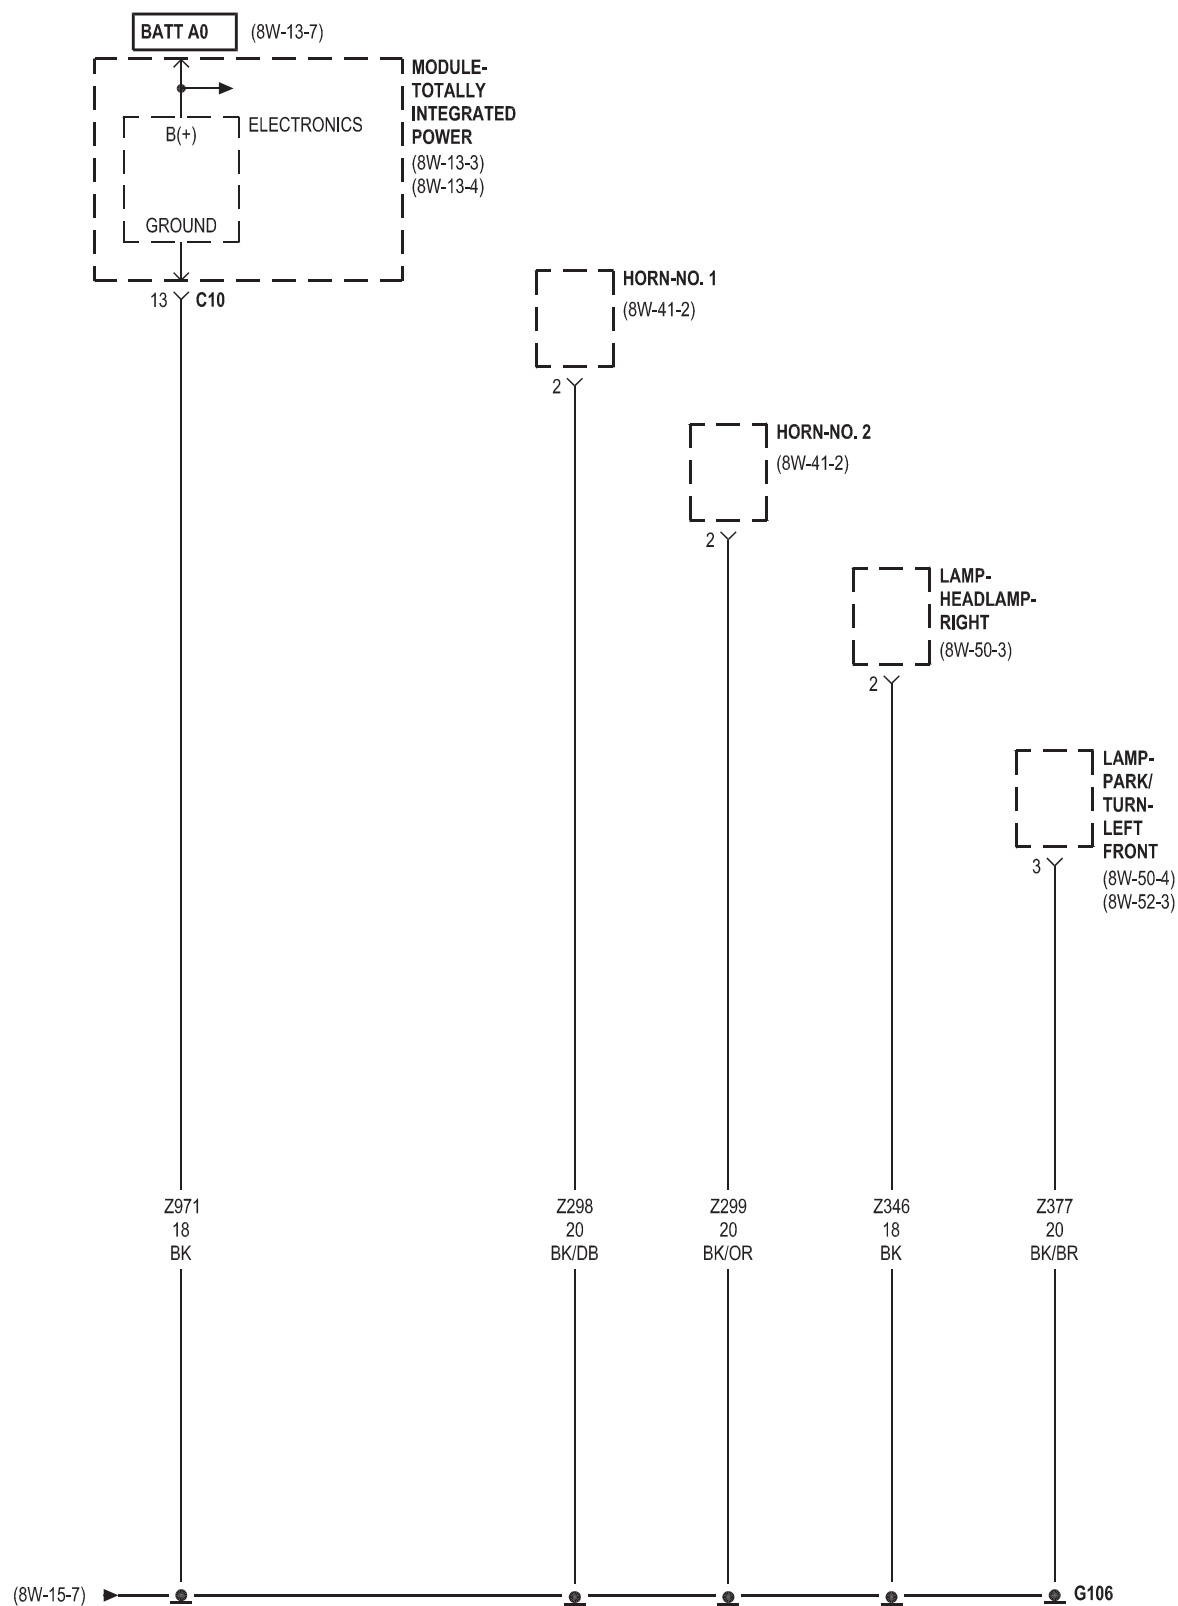 BATT A0 (8W-13-7)
MODULE-
TOTALLY
INTEGRATED
POWER
(8W-13-3)
(8W-13-4)
B(+)
ELECTRONICS
GROUND
13 C10
HORN-NO. 1
(8W-41-2)
2
HORN-NO. 2
(8W-41-2)
2
LAMP-
HEADLAMP-
RIGHT
(8W-50-3)
2
LAMP-
PARK/
TURN-
LEFT
FRONT
(8W-50-4)
(8W-52-3)
3
Z971
18
BK
Z298
20
BK/DB
Z299
20
BK/OR
Z346
18
BK
Z377
20
BK/BR
(8W-15-7)
G106